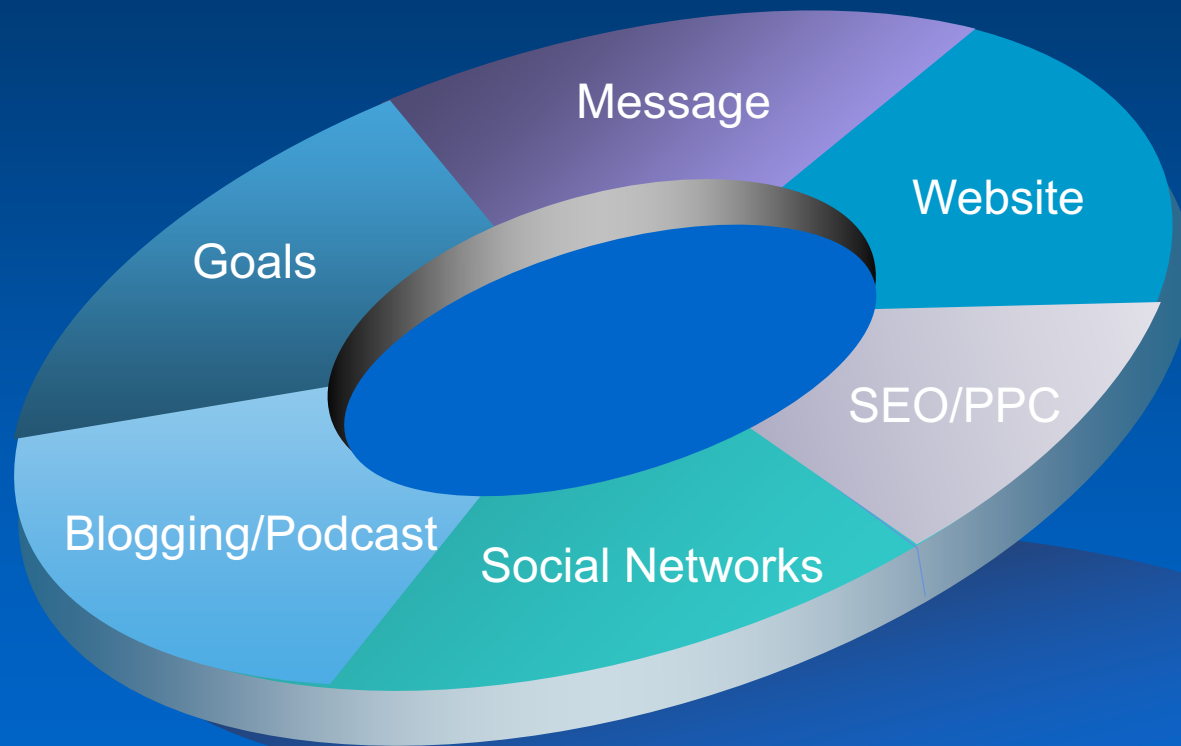 Message
Website
Goals
SEO/PPC
Blogging/Podcast
Social Networks